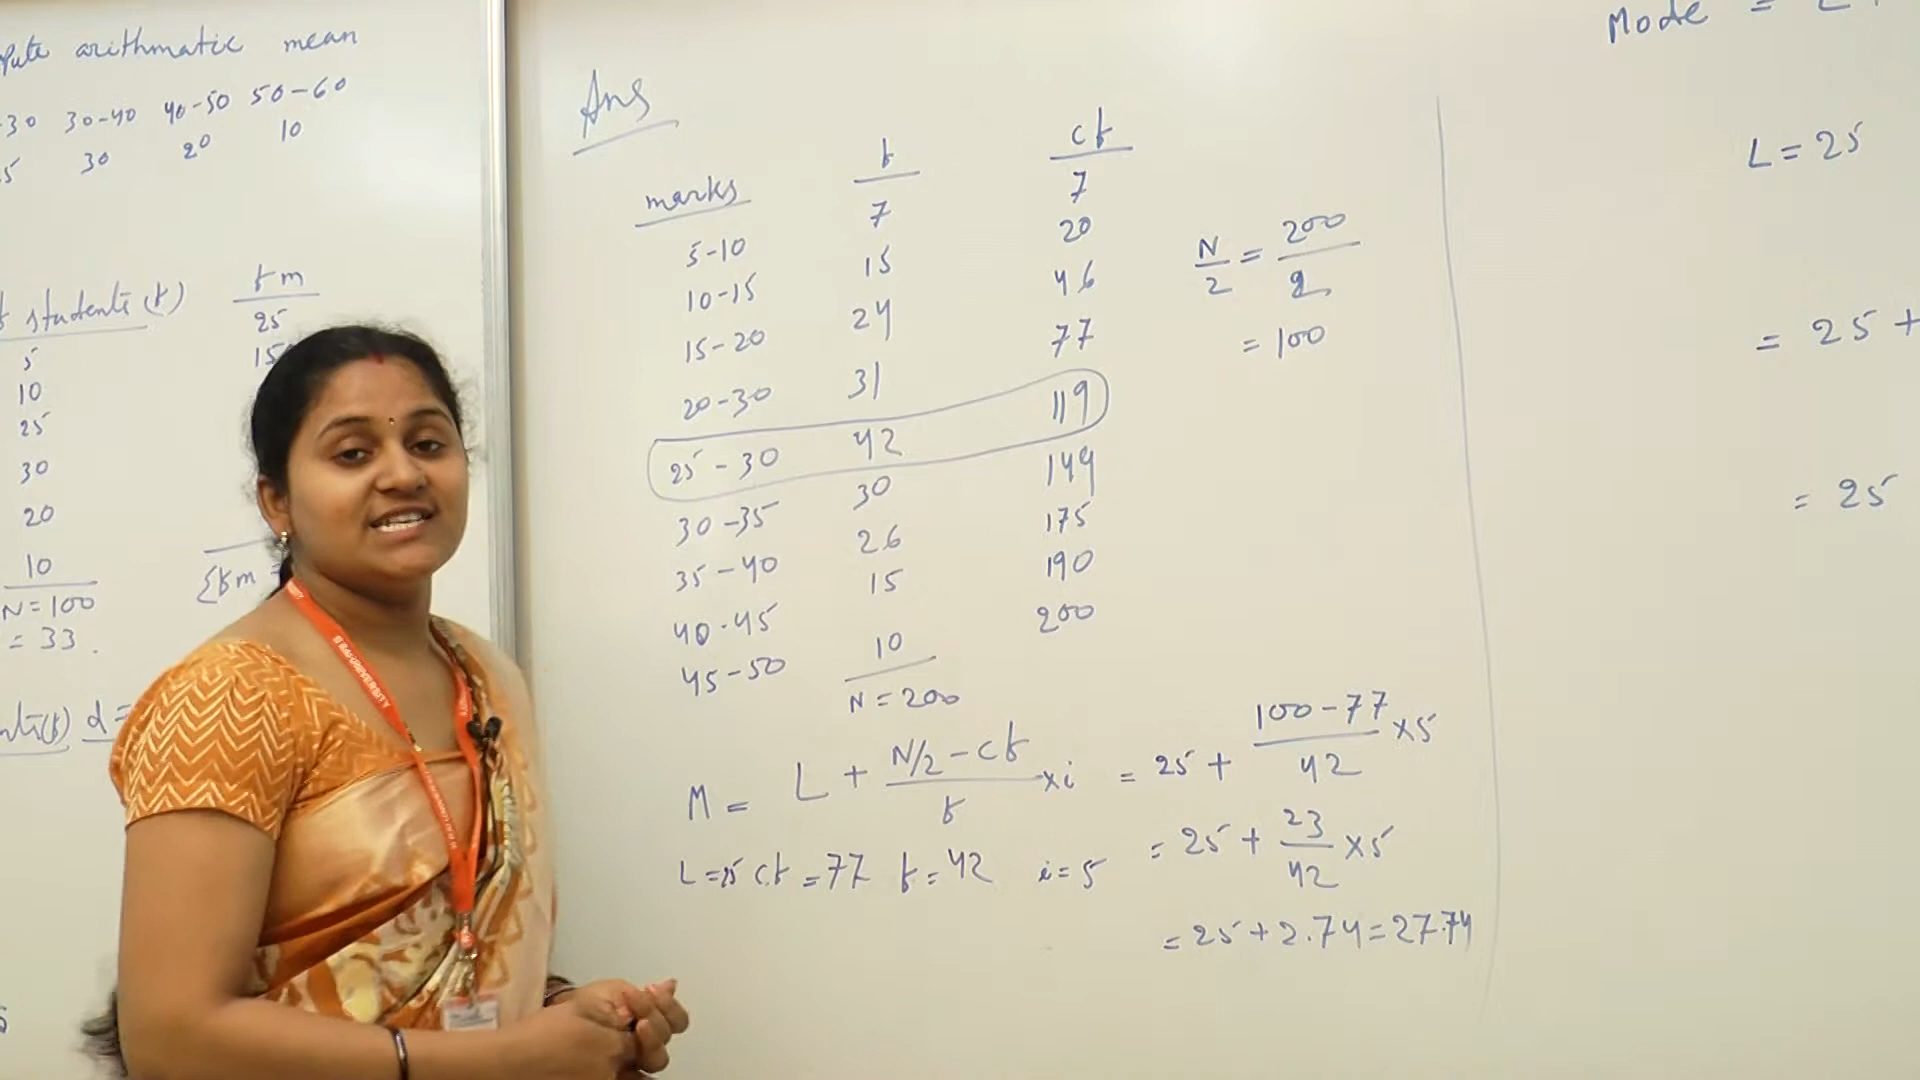 arithmatic mean
-30 30-40 40-50 50-60
5 30 20 10
students (f) fm
5 25
10 15
25
30
20
10
N = 100
= 33.
Σfm =
d =
Ans
marks f cf
5-10 7 7
10-15 15 20
15-20 24 46
20-30 31 77
25-30 42 119
30-35 30 149
35-40 26 175
40-45 15 190
45-50 10 200
N = 200
N/2 = 200/2
= 100
M = L + N/2 - cf / f × i = 25 + 100-77 / 42 × 5
L = 25 cf = 77 f = 42 i = 5
= 25 + 23/42 × 5
= 25 + 2.74 = 27.74
Mode =
L = 25
= 25 +
= 25